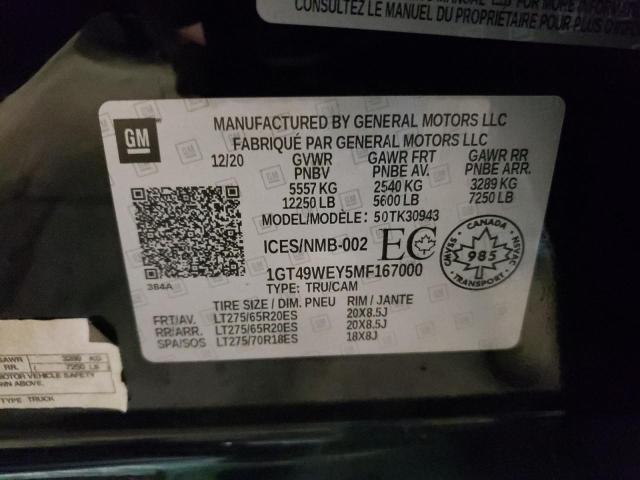 CONSULTEZ LE MANUEL DU PROPRIÉTAIRE POUR PLUS
GM
MANUFACTURED BY GENERAL MOTORS LLC
FABRIQUÉ PAR GENERAL MOTORS LLC
12/20 GVWR GAWR FRT GAWR RR
PNBV PNBE AV. PNBE ARR.
5557 KG 2540 KG 3289 KG
12250 LB 5600 LB 7250 LB
MODEL/MODÈLE: 50TK30943
ICES/NMB-002 EC
CANADA
985
TRANSPORT
384A
1GT49WEY5MF167000
TYPE: TRU/CAM
TIRE SIZE / DIM. PNEU RIM / JANTE
FRT/AV. LT275/65R20ES 20X8.5J
RR/ARR. LT275/65R20ES 20X8.5J
SPA/SOS LT275/70R18ES 18X8J
GAWR 3289 KG
RR. 7250 LB
MOTOR VEHICLE SAFETY
WN ABOVE.
TYPE TRUCK